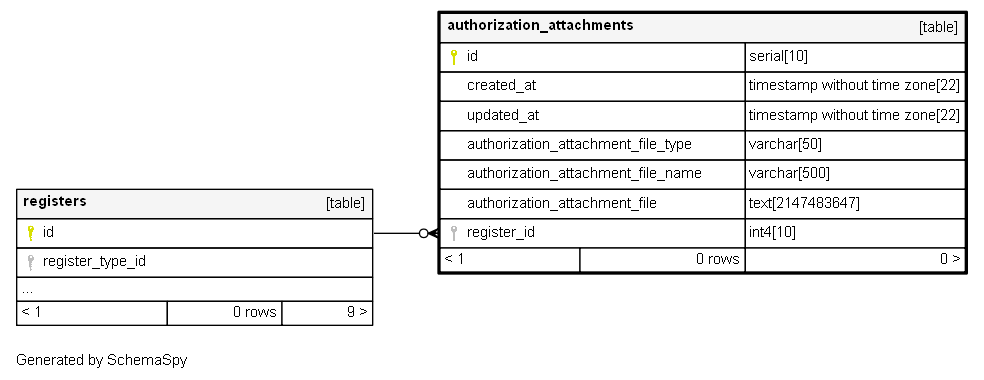 authorization_attachments [table]
id serial[10]
created_at timestamp without time zone[22]
updated_at timestamp without time zone[22]
authorization_attachment_file_type varchar[50]
authorization_attachment_file_name varchar[500]
authorization_attachment_file text[2147483647]
register_id int4[10]
< 1 0 rows 0 >
registers [table]
id
register_type_id
...
< 1 0 rows 9 >
Generated by SchemaSpy